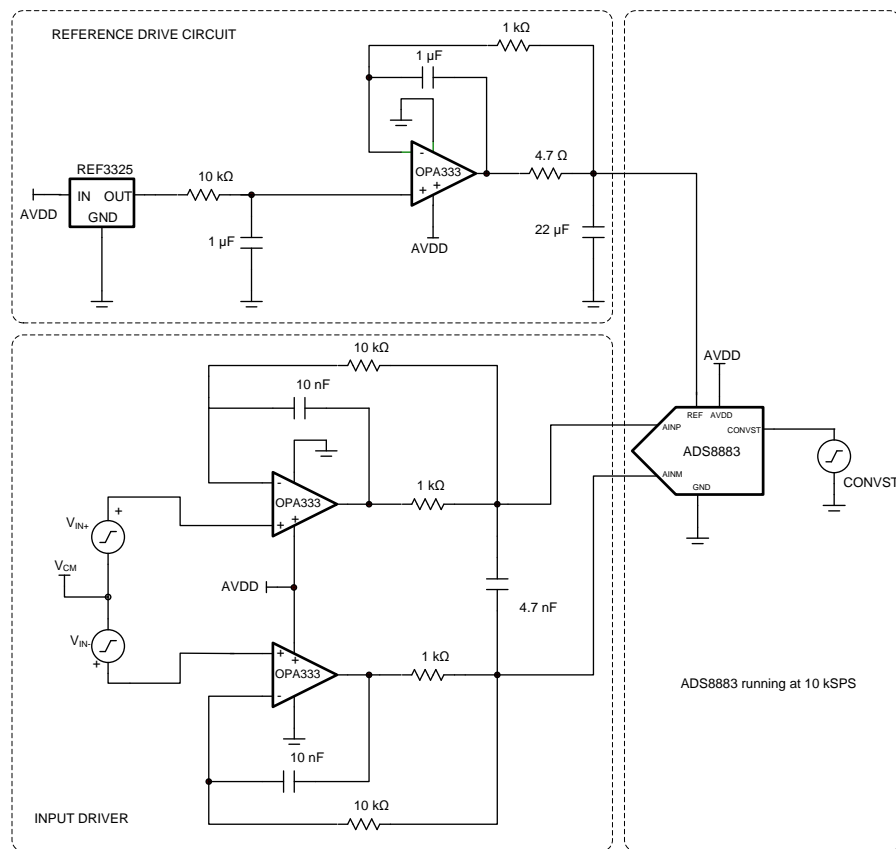 REFERENCE DRIVE CIRCUIT
1 kΩ
1 µF
-
OPA333
+ +
AVDD
4.7 Ω
22 µF
REF3325
IN OUT
GND
AVDD
10 kΩ
1 µF
10 kΩ
10 nF
-
OPA333
+ +
1 kΩ
VIN+
+
VCM
VIN-
+
AVDD
4.7 nF
+ +
OPA333
-
1 kΩ
10 nF
10 kΩ
INPUT DRIVER
AVDD
REF AVDD
AINP
CONVST
ADS8883
AINM
GND
CONVST
ADS8883 running at 10 kSPS